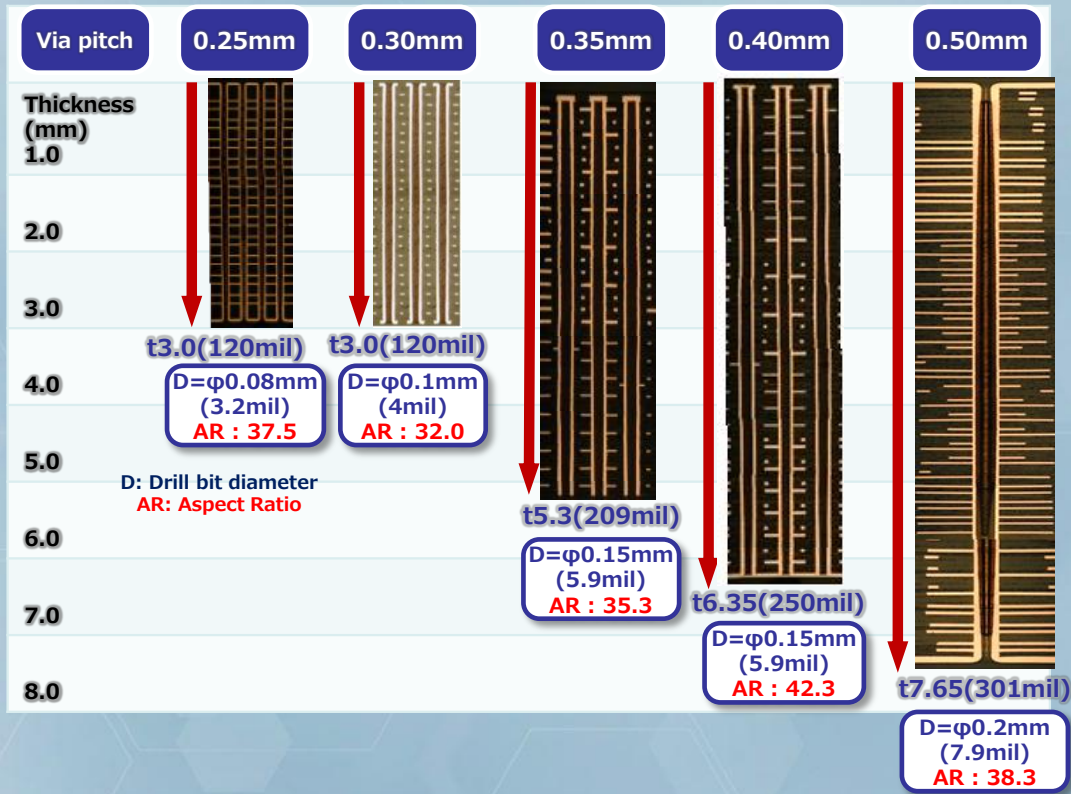 Via pitch
0.25mm
0.30mm
0.35mm
0.40mm
0.50mm
Thickness
(mm)
1.0
2.0
3.0
4.0
5.0
6.0
7.0
8.0
t3.0(120mil)
D=φ0.08mm
(3.2mil)
AR : 37.5
t3.0(120mil)
D=φ0.1mm
(4mil)
AR : 32.0
D: Drill bit diameter
AR: Aspect Ratio
t5.3(209mil)
D=φ0.15mm
(5.9mil)
AR : 35.3
t6.35(250mil)
D=φ0.15mm
(5.9mil)
AR : 42.3
t7.65(301mil)
D=φ0.2mm
(7.9mil)
AR : 38.3